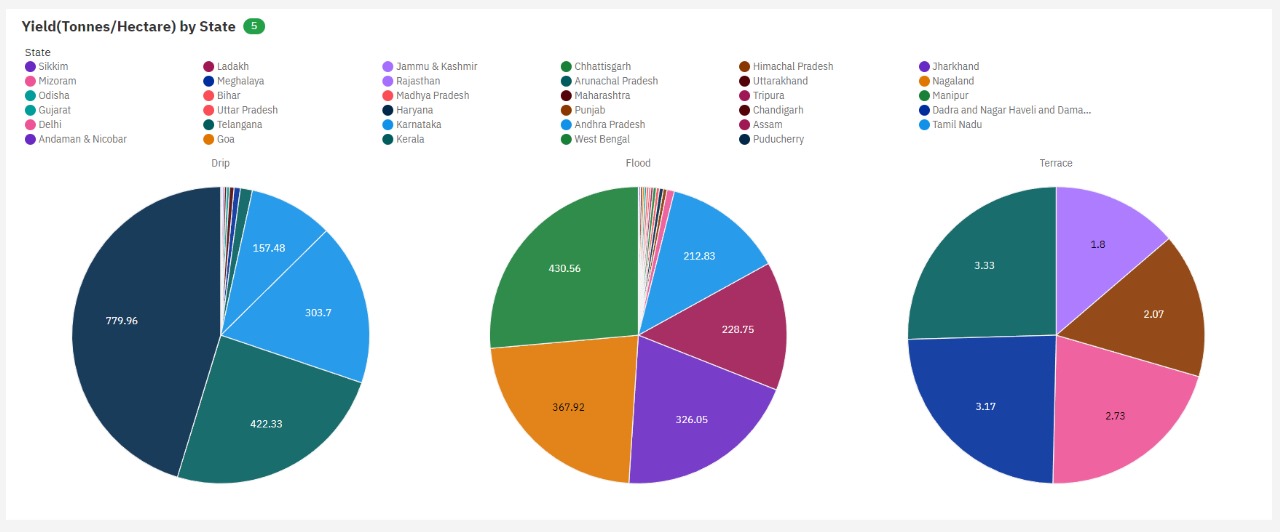 Yield(Tonnes/Hectare) by State 5
State
Sikkim Ladakh Jammu & Kashmir Chhattisgarh Himachal Pradesh Jharkhand
Mizoram Meghalaya Rajasthan Arunachal Pradesh Uttarakhand Nagaland
Odisha Bihar Madhya Pradesh Maharashtra Tripura Manipur
Gujarat Uttar Pradesh Haryana Punjab Chandigarh Dadra and Nagar Haveli and Dama...
Delhi Telangana Karnataka Andhra Pradesh Assam Tamil Nadu
Andaman & Nicobar Goa Kerala West Bengal Puducherry
Drip Flood Terrace
157.48
303.7
422.33
779.96
212.83
228.75
326.05
367.92
430.56
1.8
2.07
2.73
3.17
3.33